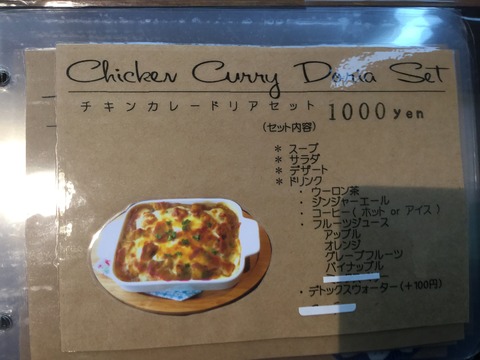 Chicken Curry Doria Set
チキンカレードリアセット 1000yen
(セット内容)
* スープ
* サラダ
* デザート
* ドリンク
・ウーロン茶
・ジンジャーエール
・コーヒー(ホット or アイス)
・フルーツジュース
アップル
オレンジ
グレープフルーツ
パイナップル
・デトックスウォーター(+100円)